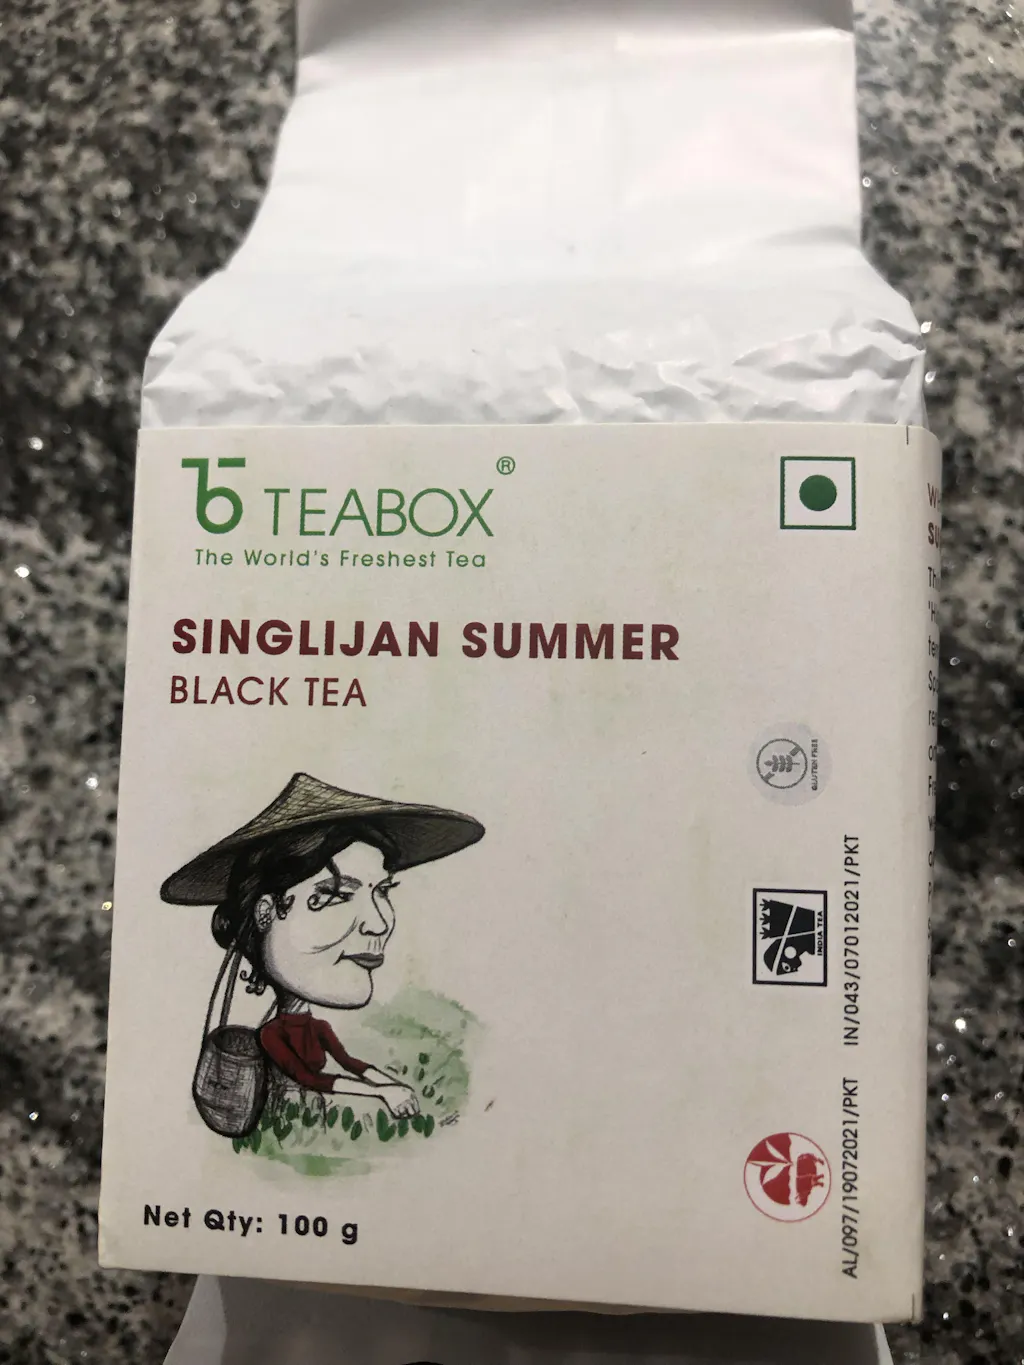 TEABOX®
The World's Freshest Tea
SINGLIJAN SUMMER
BLACK TEA
GLUTEN FREE
INDIA TEA
IN/043/07012021/PKT
AL/097/19072021/PKT
Net Qty: 100 g